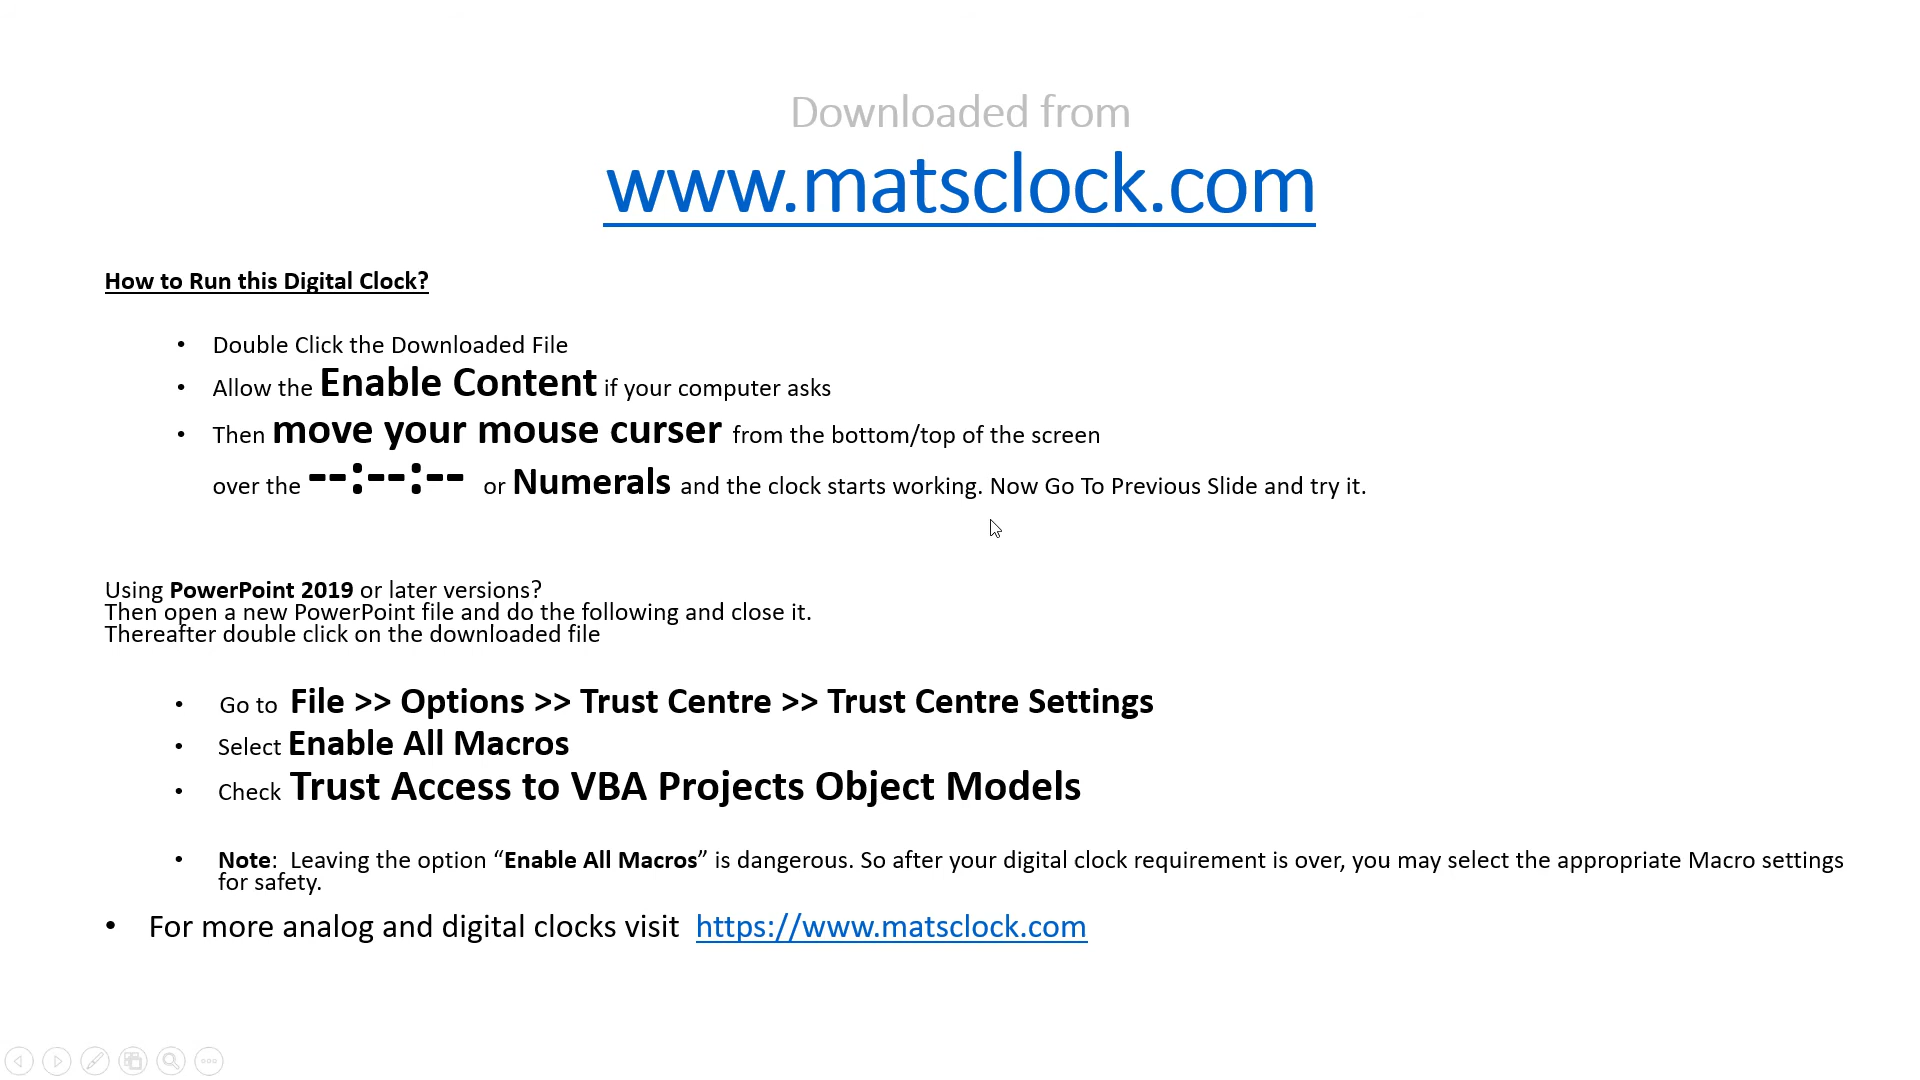 Downloaded from
www.matsclock.com
How to Run this Digital Clock?
• Double Click the Downloaded File
• Allow the Enable Content if your computer asks
• Then move your mouse curser from the bottom/top of the screen
over the --:--:-- or Numerals and the clock starts working. Now Go To Previous Slide and try it.
Using PowerPoint 2019 or later versions?
Then open a new PowerPoint file and do the following and close it.
Thereafter double click on the downloaded file
• Go to File >> Options >> Trust Centre >> Trust Centre Settings
• Select Enable All Macros
• Check Trust Access to VBA Projects Object Models
• Note: Leaving the option “Enable All Macros” is dangerous. So after your digital clock requirement is over, you may select the appropriate Macro settings
for safety.
• For more analog and digital clocks visit https://www.matsclock.com